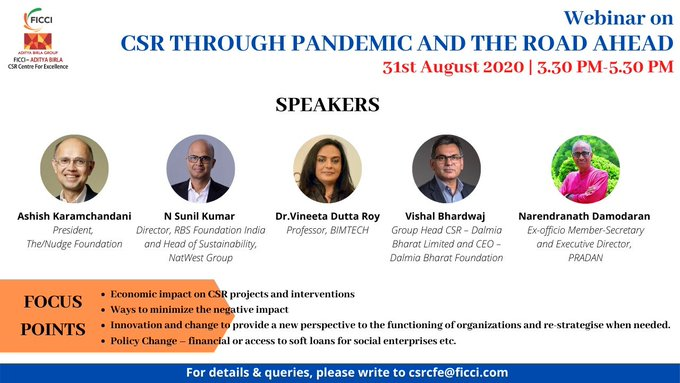 FICCI
ADITYA BIRLA GROUP
FICCI– ADITYA BIRLA
CSR Centre For Excellence
Webinar on
CSR THROUGH PANDEMIC AND THE ROAD AHEAD
31st August 2020 | 3.30 PM-5.30 PM
SPEAKERS
Ashish Karamchandani
President,
The/Nudge Foundation
N Sunil Kumar
Director, RBS Foundation India
and Head of Sustainability,
NatWest Group
Dr.Vineeta Dutta Roy
Professor, BIMTECH
Vishal Bhardwaj
Group Head CSR – Dalmia
Bharat Limited and CEO –
Dalmia Bharat Foundation
Narendranath Damodaran
Ex-officio Member-Secretary
and Executive Director,
PRADAN
FOCUS
POINTS
• Economic impact on CSR projects and interventions
• Ways to minimize the negative impact
• Innovation and change to provide a new perspective to the functioning of organizations and re-strategise when needed.
• Policy Change – financial or access to soft loans for social enterprises etc.
For details & queries, please write to csrcfe@ficci.com